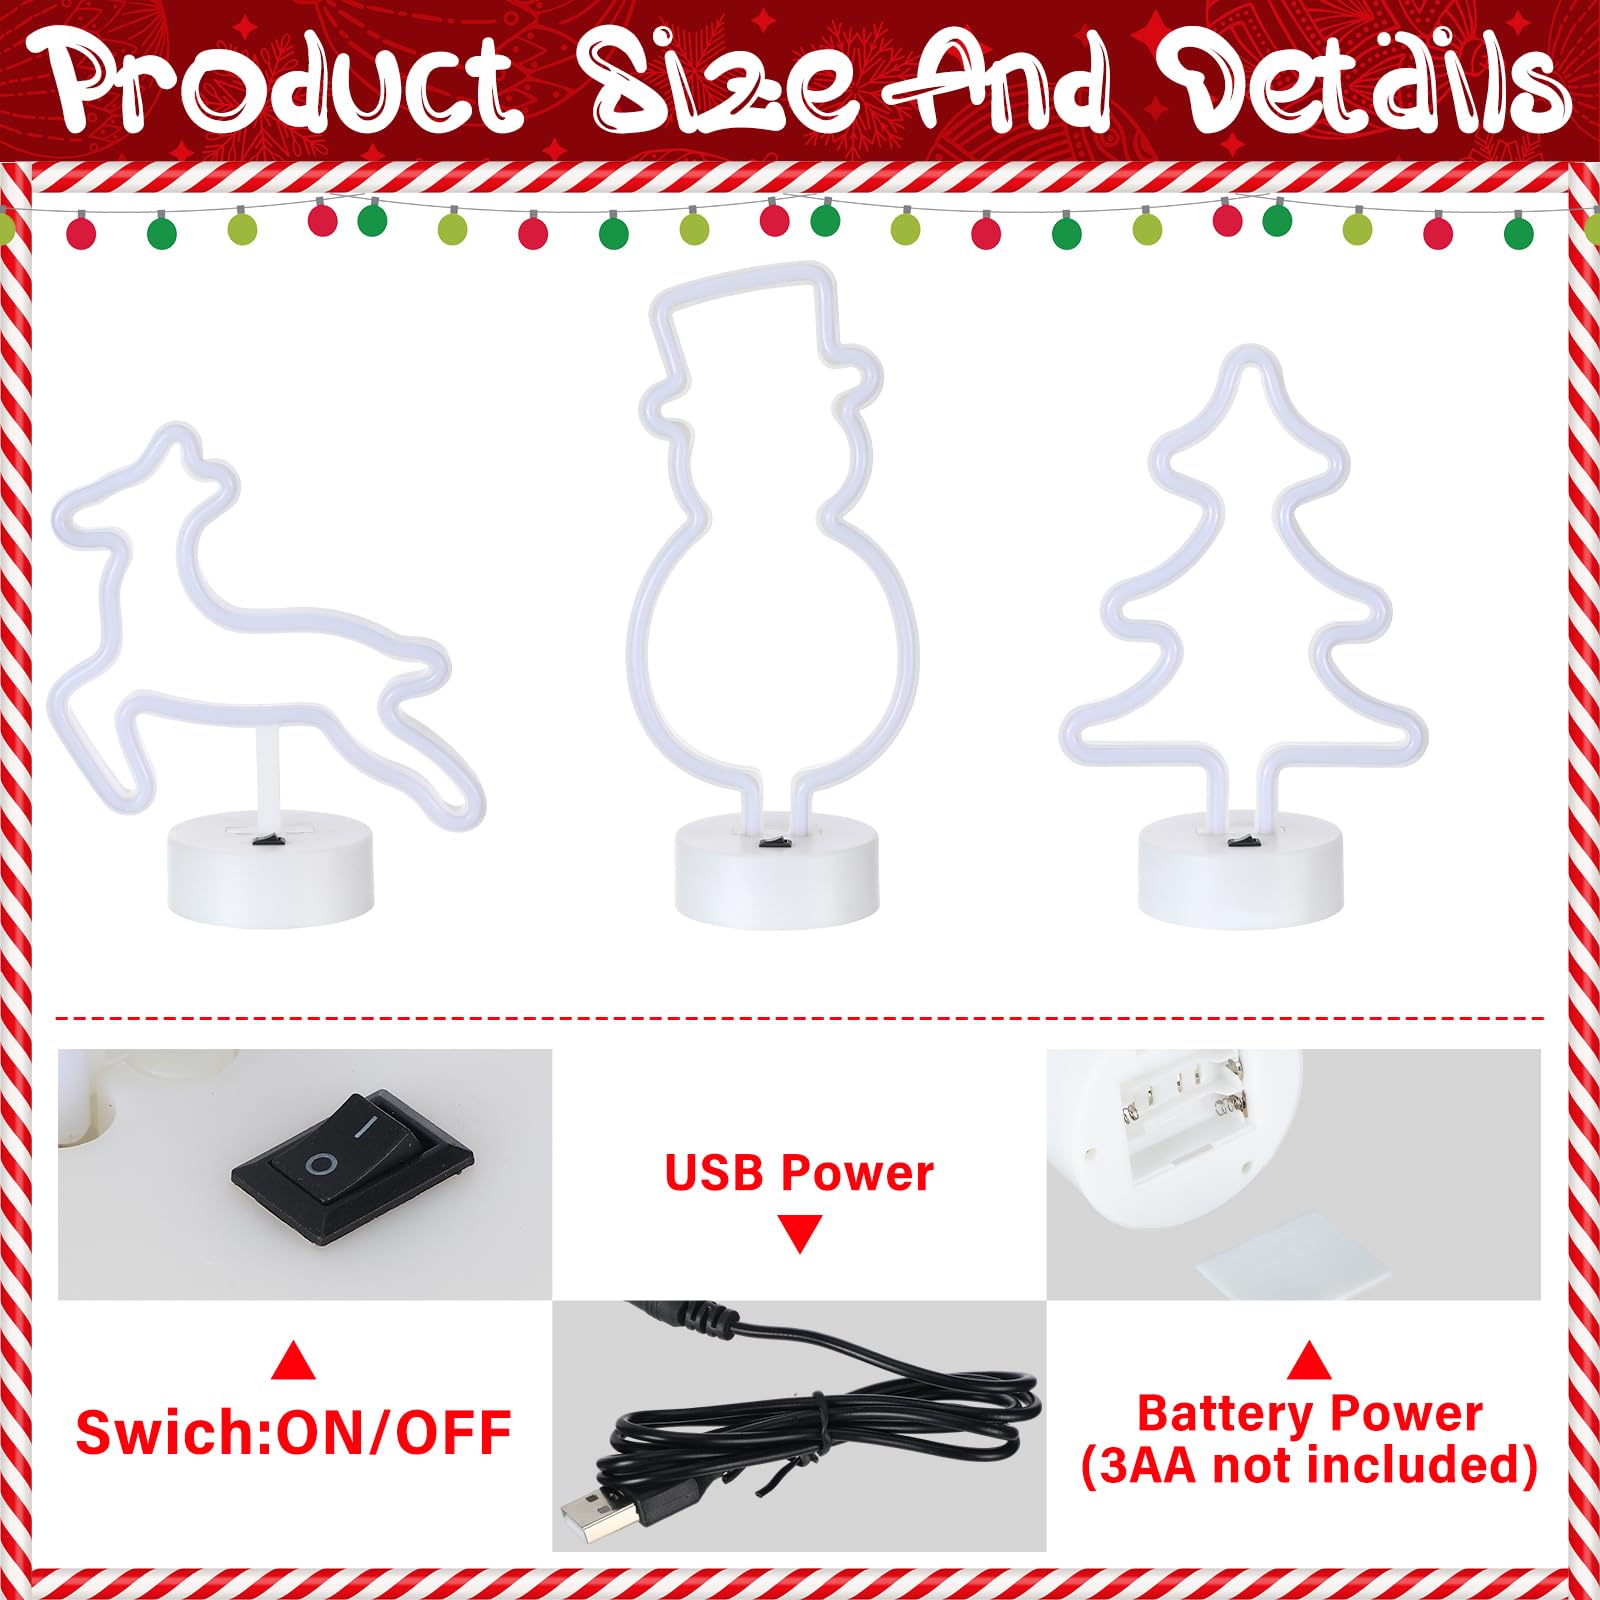 Product Size And Details
USB Power
Swich:ON/OFF
Battery Power
(3AA not included)